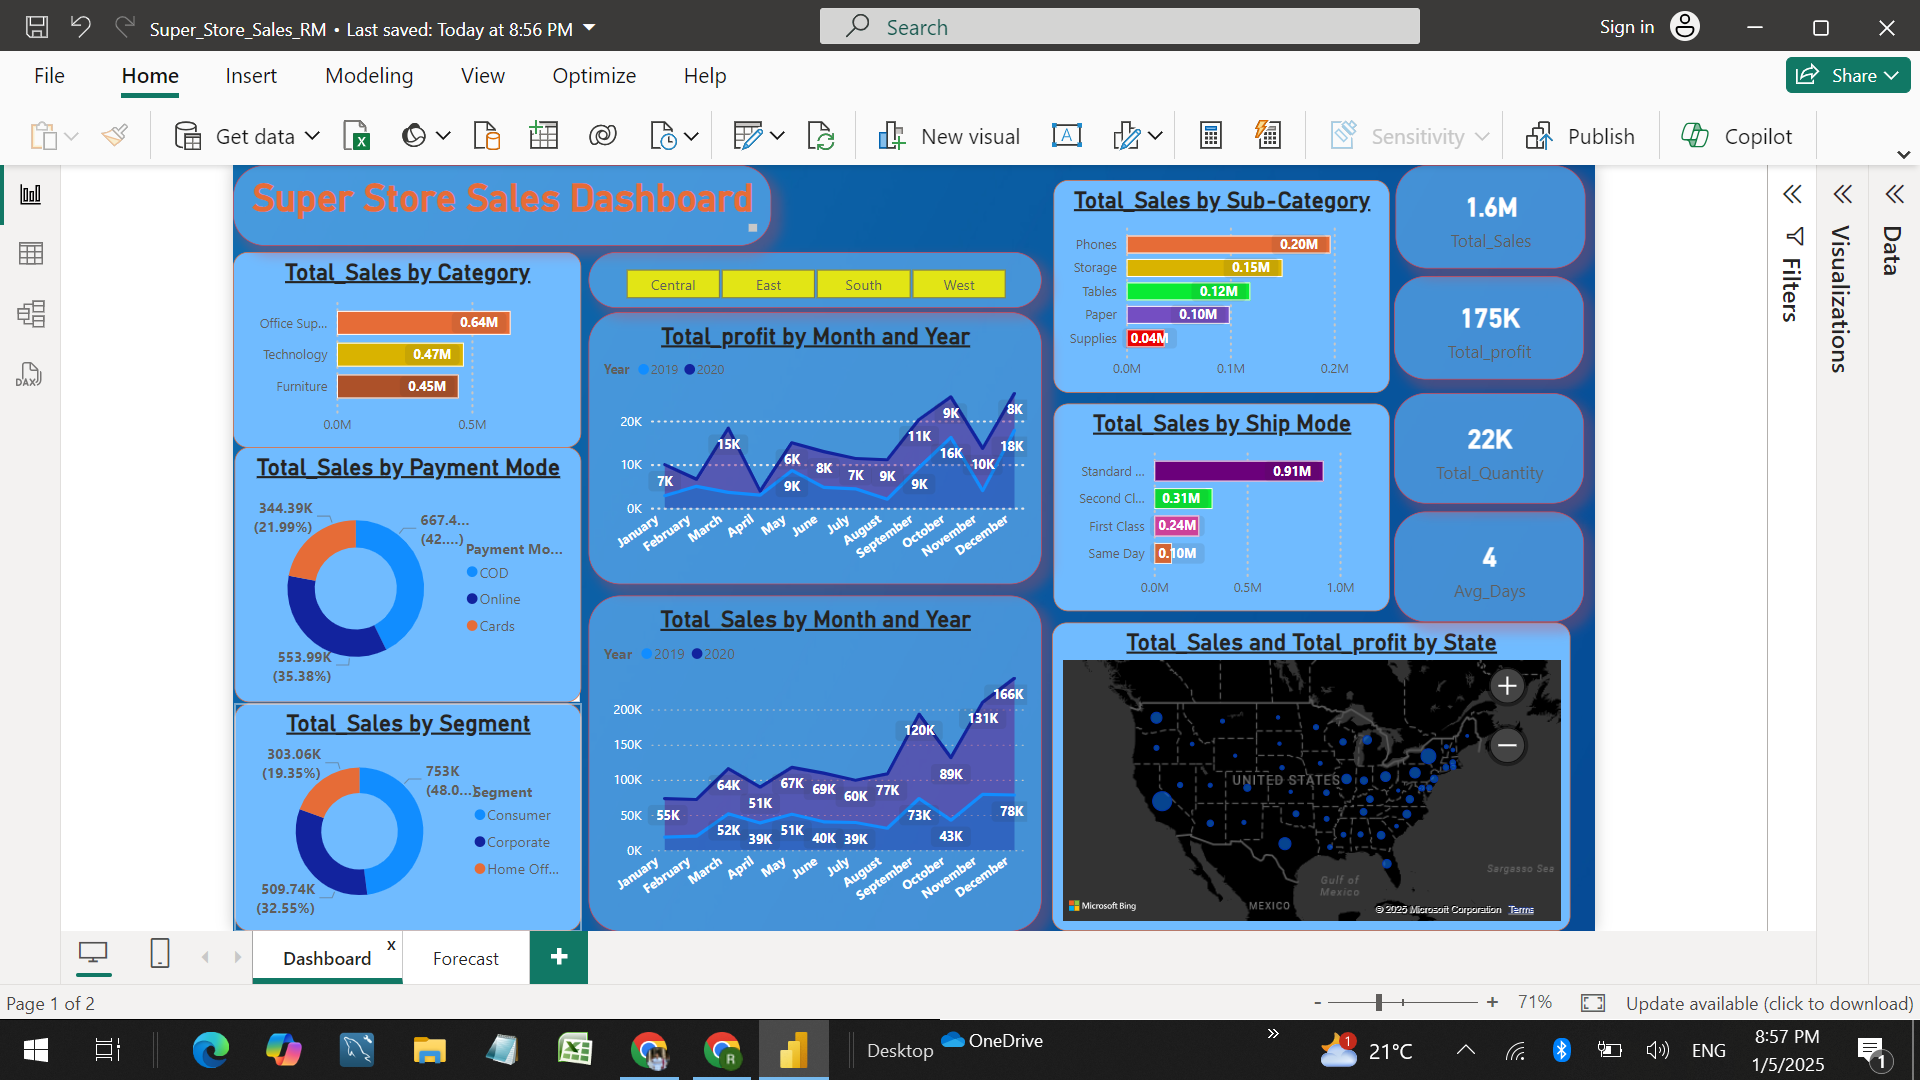 Super_Store_Sales_RM • Last saved: Today at 8:56 PM
Search
Sign in
File Home Insert Modeling View Optimize Help
Share
Get data
New visual
Sensitivity
Publish
Copilot
Super Store Sales Dashboard
Total_Sales by Category
Office Sup... 0.64M
Technology 0.47M
Furniture 0.45M
0.0M 0.5M
Total_Sales by Payment Mode
344.39K
(21.99%)
667.4...
(42....)
553.99K
(35.38%)
Payment Mo...
COD
Online
Cards
Total_Sales by Segment
303.06K
(19.35%)
753K
(48.0...)
509.74K
(32.55%)
Segment
Consumer
Corporate
Home Off...
Central East South West
Total_profit by Month and Year
Year 2019 2020
20K
10K
0K
7K 15K 6K 8K 7K 9K 11K 9K 10K 8K
9K 9K 16K 18K
January February March April May June July August September October November December
Total_Sales by Month and Year
Year 2019 2020
200K
150K
100K
50K
0K
55K 64K 51K 67K 69K 60K 77K 120K 89K 131K 166K
52K 39K 51K 40K 39K 73K 43K 78K
January February March April May June July August September October November December
Total_Sales by Sub-Category
Phones 0.20M
Storage 0.15M
Tables 0.12M
Paper 0.10M
Supplies 0.04M
0.0M 0.1M 0.2M
Total_Sales by Ship Mode
Standard ... 0.91M
Second Cl... 0.31M
First Class 0.24M
Same Day 0.10M
0.0M 0.5M 1.0M
1.6M
Total_Sales
175K
Total_profit
22K
Total_Quantity
4
Avg_Days
Total_Sales and Total_profit by State
UNITED STATES
MEXICO
Gulf of
Mexico
Sargasso Sea
Microsoft Bing
© 2025 Microsoft Corporation Terms
Filters
Visualizations
Data
DAX
Dashboard x
Forecast
+
Page 1 of 2
- + 71%
Update available (click to download)
Desktop
OneDrive
1
21°C
ENG
8:57 PM
1/5/2025
1